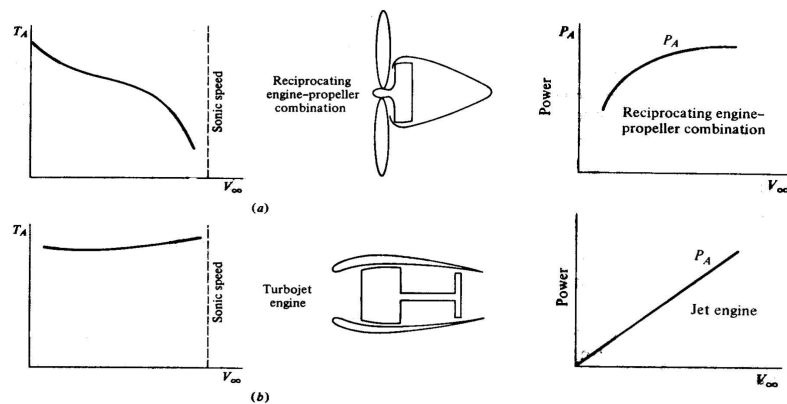 T_A
Sonic speed
V_∞
Reciprocating
engine–propeller
combination
P_A
P_A
Power
Reciprocating engine–
propeller combination
V_∞
(a)
T_A
Sonic speed
V_∞
Turbojet
engine
Power
P_A
Jet engine
V_∞
(b)